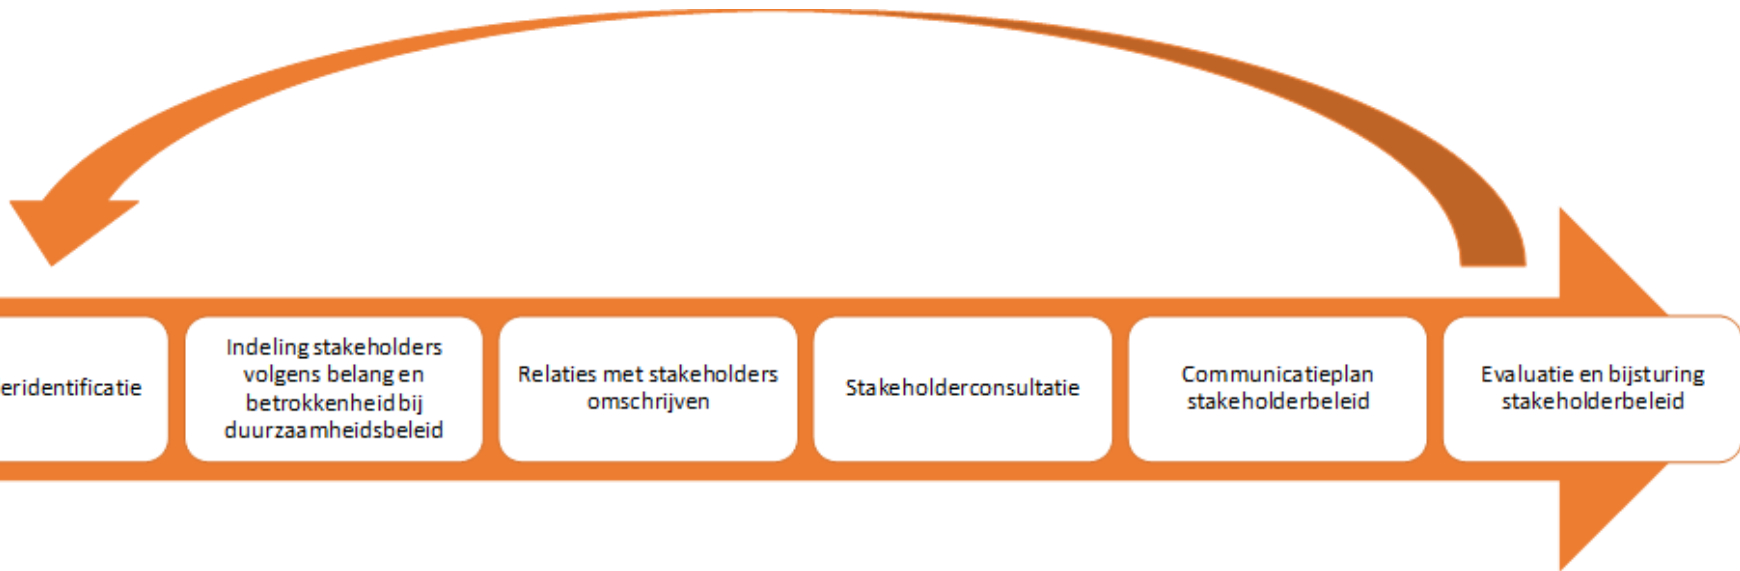 eridentificatie
Indeling stakeholders
volgens belang en
betrokkenheid bij
duurzaamheidsbeleid
Relaties met stakeholders
omschrijven
Stakeholderconsultatie
Communicatieplan
stakeholderbeleid
Evaluatie en bijsturing
stakeholderbeleid